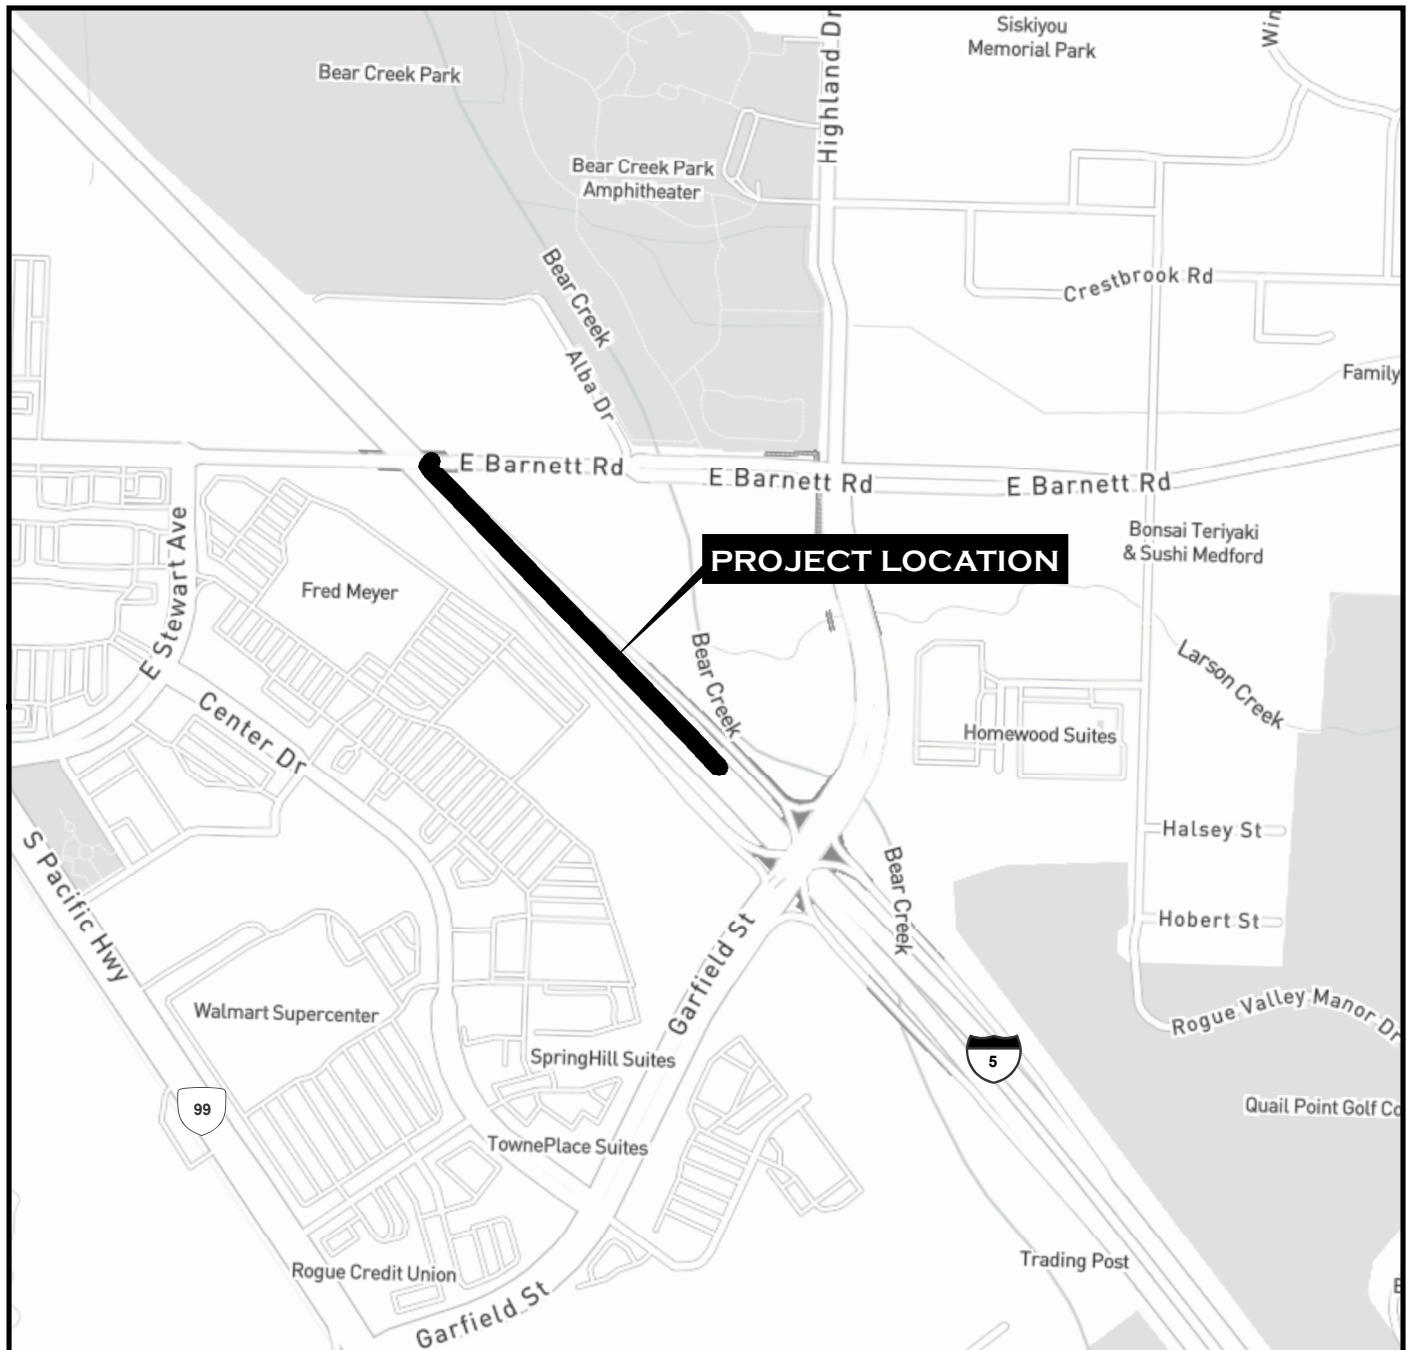 Siskiyou
Memorial Park
Win
Highland Dr
Bear Creek Park
Bear Creek Park
Amphitheater
Bear Creek
Crestbrook Rd
Alba Dr
Family
E Barnett Rd
E Barnett Rd
E Barnett Rd
Bonsai Teriyaki
& Sushi Medford
PROJECT LOCATION
E Stewart Ave
Fred Meyer
Bear Creek
Larson Creek
Center Dr
Homewood Suites
S Pacific Hwy
Halsey St
Bear Creek
Hobert St
Garfield St
Walmart Supercenter
Rogue Valley Manor Dr
SpringHill Suites
5
99
Quail Point Golf Co
TownePlace Suites
Trading Post
Rogue Credit Union
Garfield St